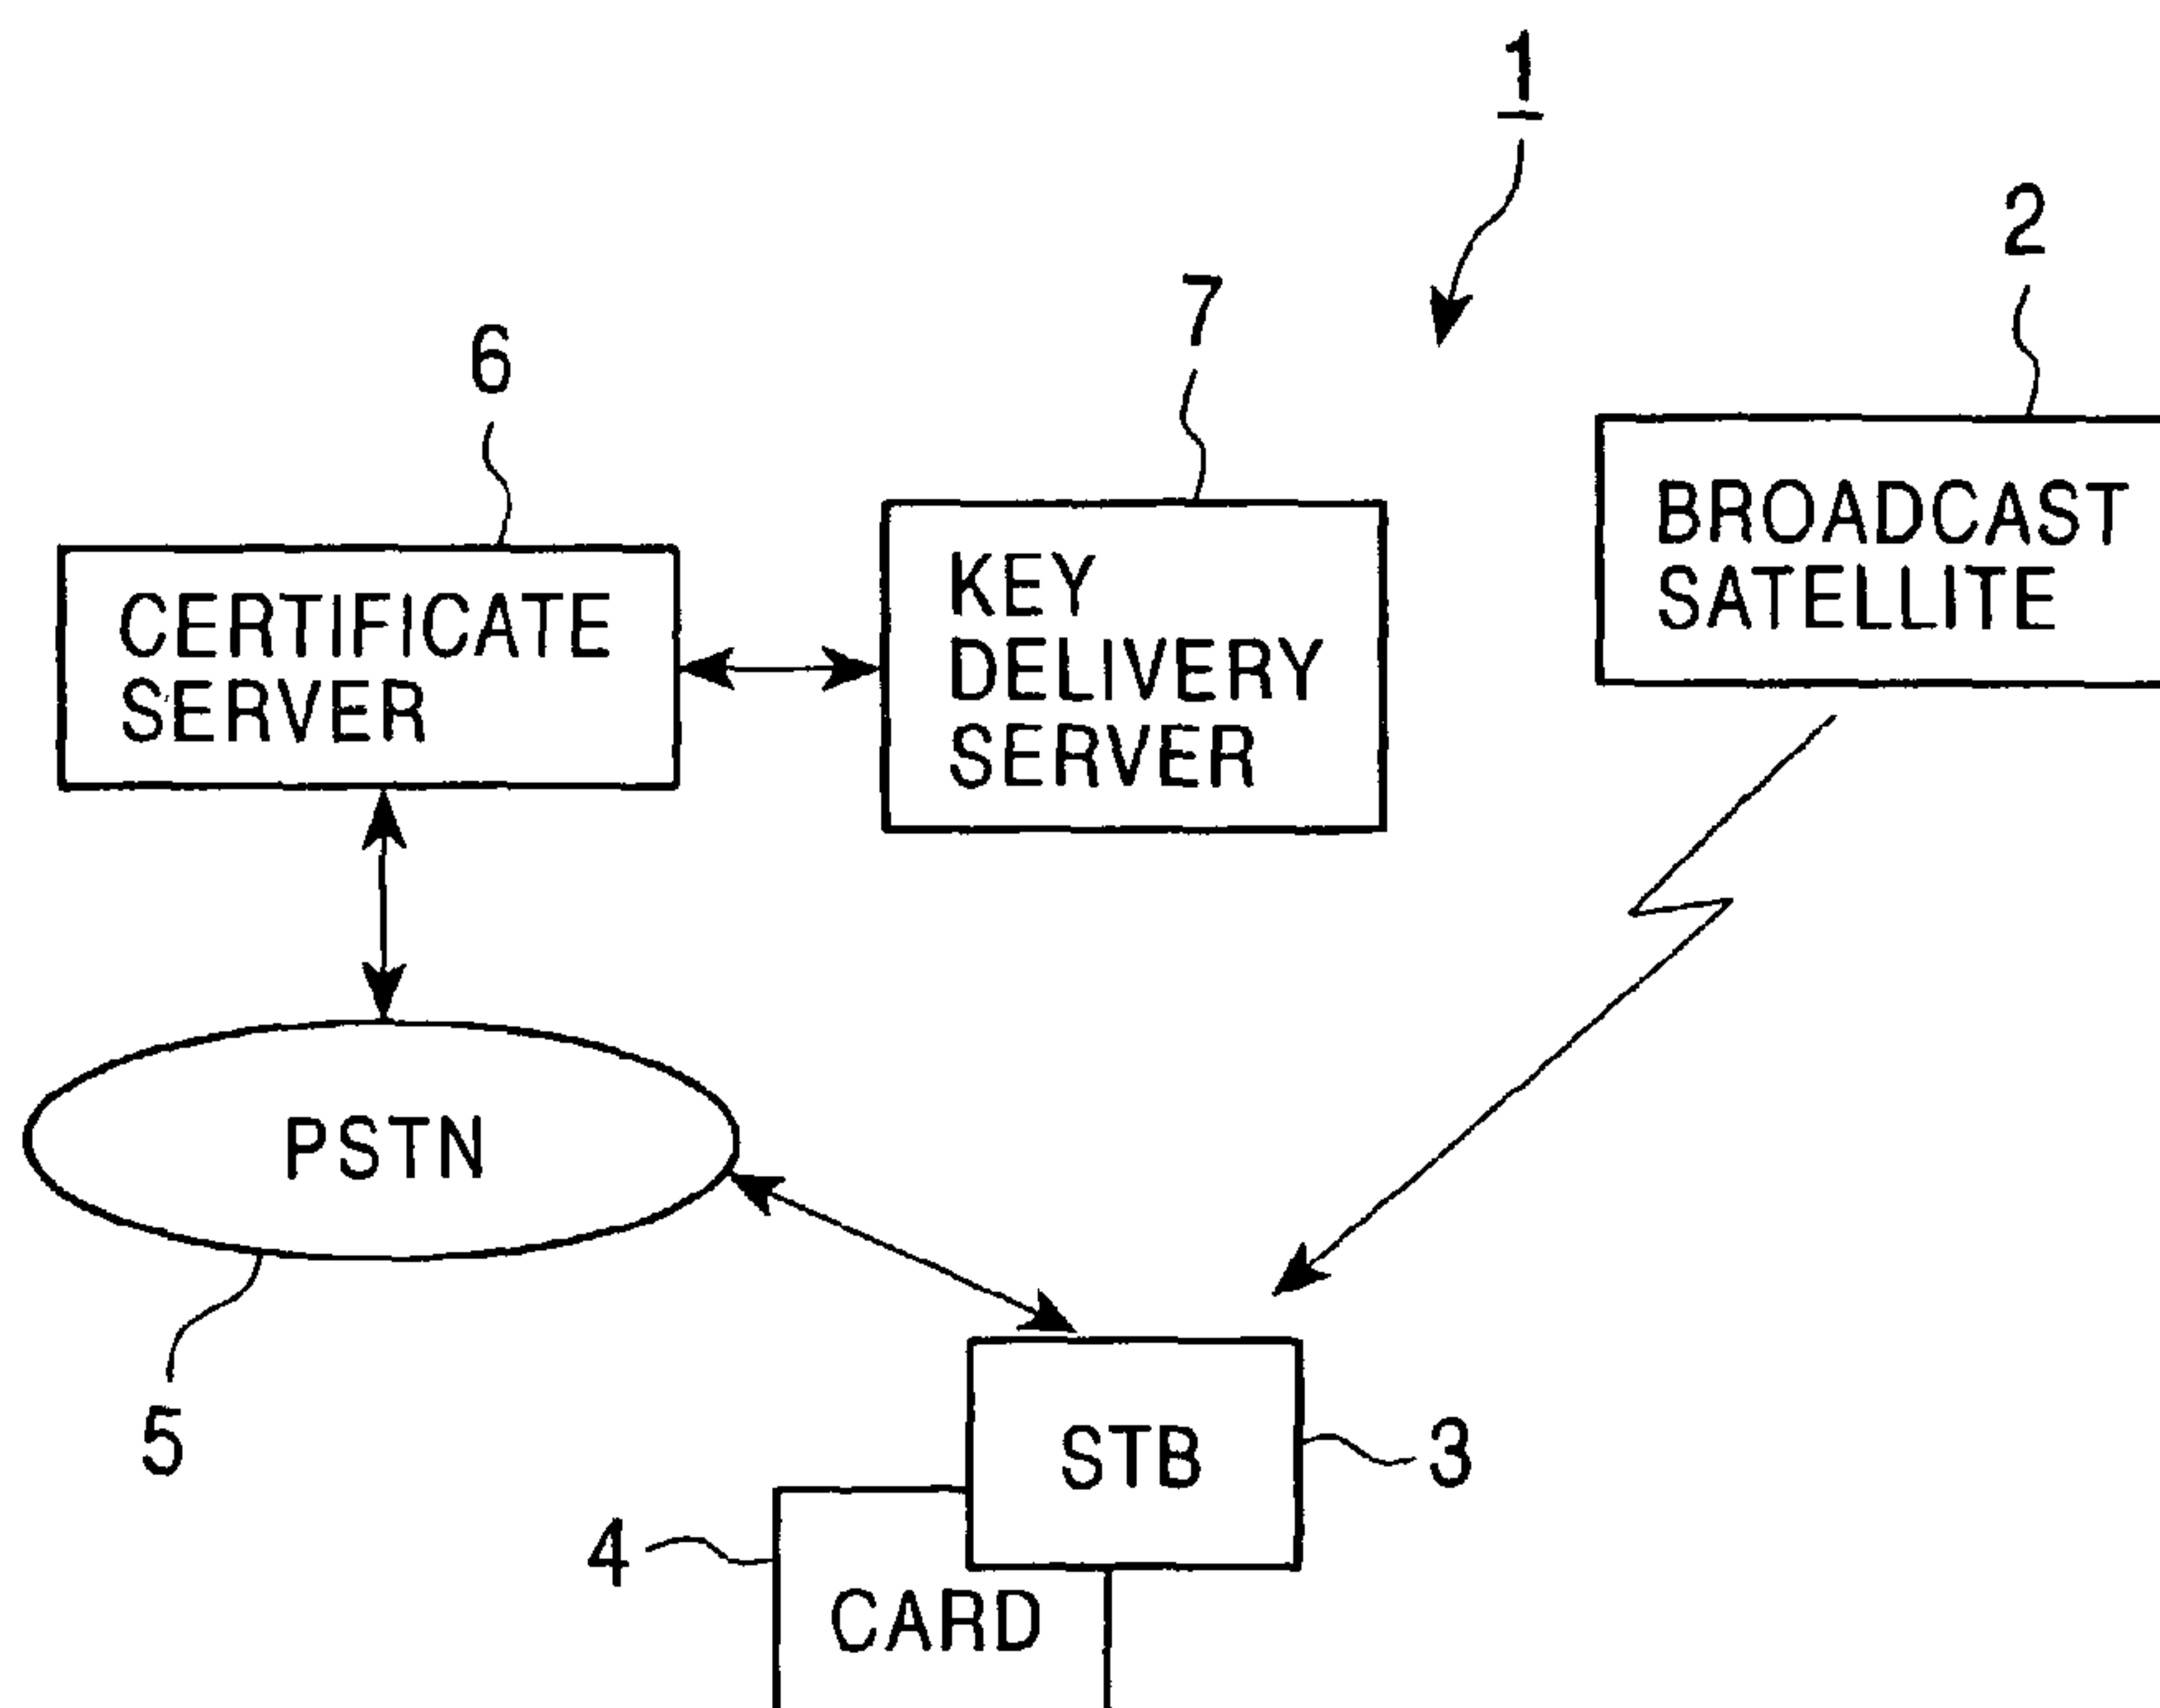 1
2
7
6
BROADCAST
SATELLITE
KEY
DELIVERY
SERVER
CERTIFICATE
SERVER
PSTN
5
STB
3
4
CARD